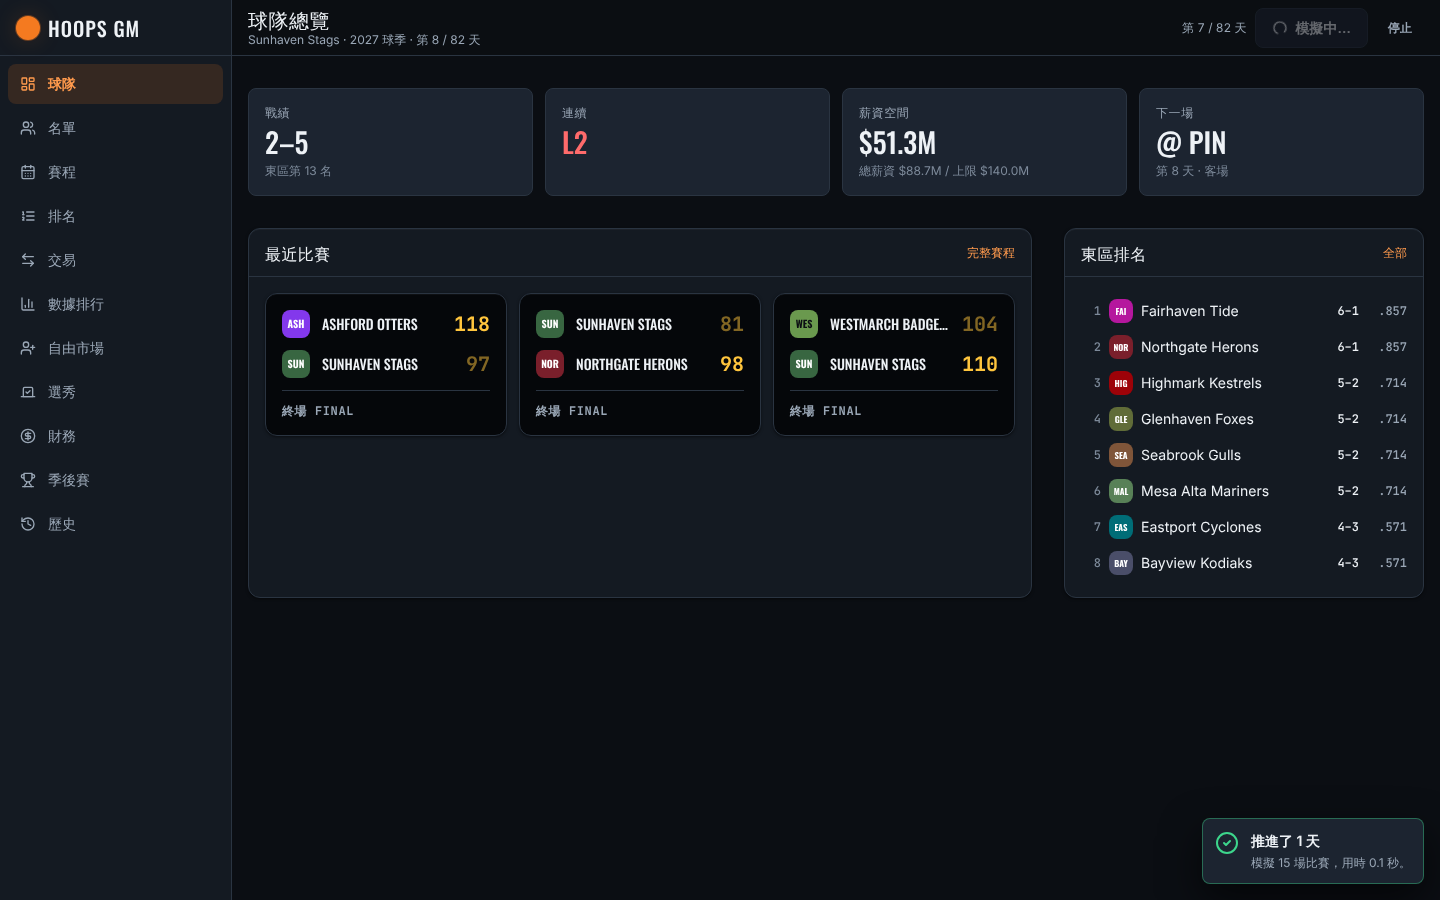 HOOPS GM
球隊
名單
賽程
排名
交易
數據排行
自由市場
選秀
財務
季後賽
歷史
球隊總覽
Sunhaven Stags · 2027 球季 · 第 8 / 82 天
第 7 / 82 天
模擬中...
停止
戰績
2–5
東區第 13 名
連續
L2
薪資空間
$51.3M
總薪資 $88.7M / 上限 $140.0M
下一場
@ PIN
第 8 天 · 客場
最近比賽
完整賽程
ASH ASHFORD OTTERS 118
SUN SUNHAVEN STAGS 97
終場 FINAL
SUN SUNHAVEN STAGS 81
NOR NORTHGATE HERONS 98
終場 FINAL
WES WESTMARCH BADGE... 104
SUN SUNHAVEN STAGS 110
終場 FINAL
東區排名
全部
1 FAI Fairhaven Tide 6–1 .857
2 NOR Northgate Herons 6–1 .857
3 HIG Highmark Kestrels 5–2 .714
4 GLE Glenhaven Foxes 5–2 .714
5 SEA Seabrook Gulls 5–2 .714
6 MAL Mesa Alta Mariners 5–2 .714
7 EAS Eastport Cyclones 4–3 .571
8 BAY Bayview Kodiaks 4–3 .571
推進了 1 天
模擬 15 場比賽，用時 0.1 秒。